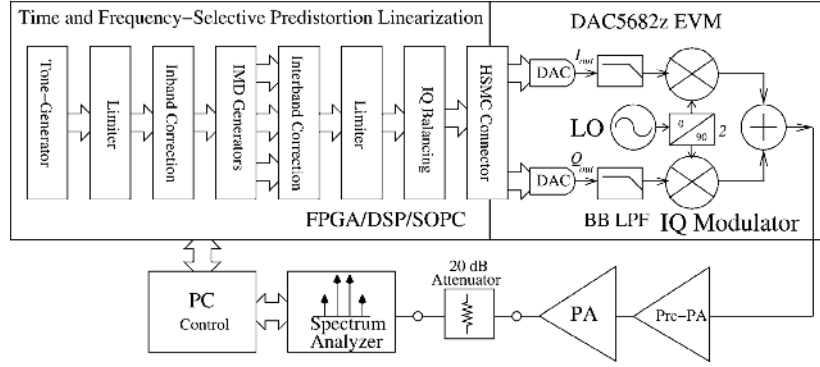 Time and Frequency-Selective Predistortion Linearization
DAC5682z EVM
Tone-Generator
Limiter
Inband Correction
IMD Generators
Interband Correction
Limiter
IQ Balancing
HSMC Connector
DAC
I_out
LO
0
90
2
DAC
Q_out
BB LPF
IQ Modulator
FPGA/DSP/SOPC
PC
Control
Spectrum
Analyzer
20 dB
Attenuator
PA
Pre-PA